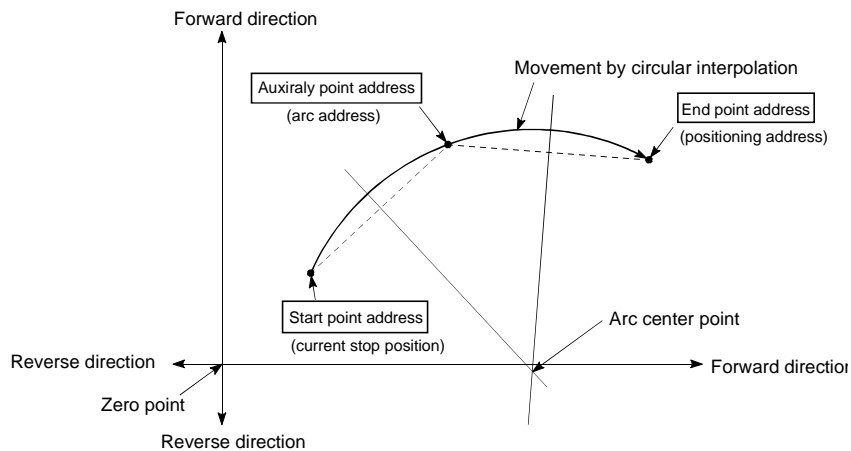 Forward direction
Movement by circular interpolation
Auxiraly point address
(arc address)
End point address
(positioning address)
Start point address
(current stop position)
Arc center point
Reverse direction
Forward direction
Zero point
Reverse direction